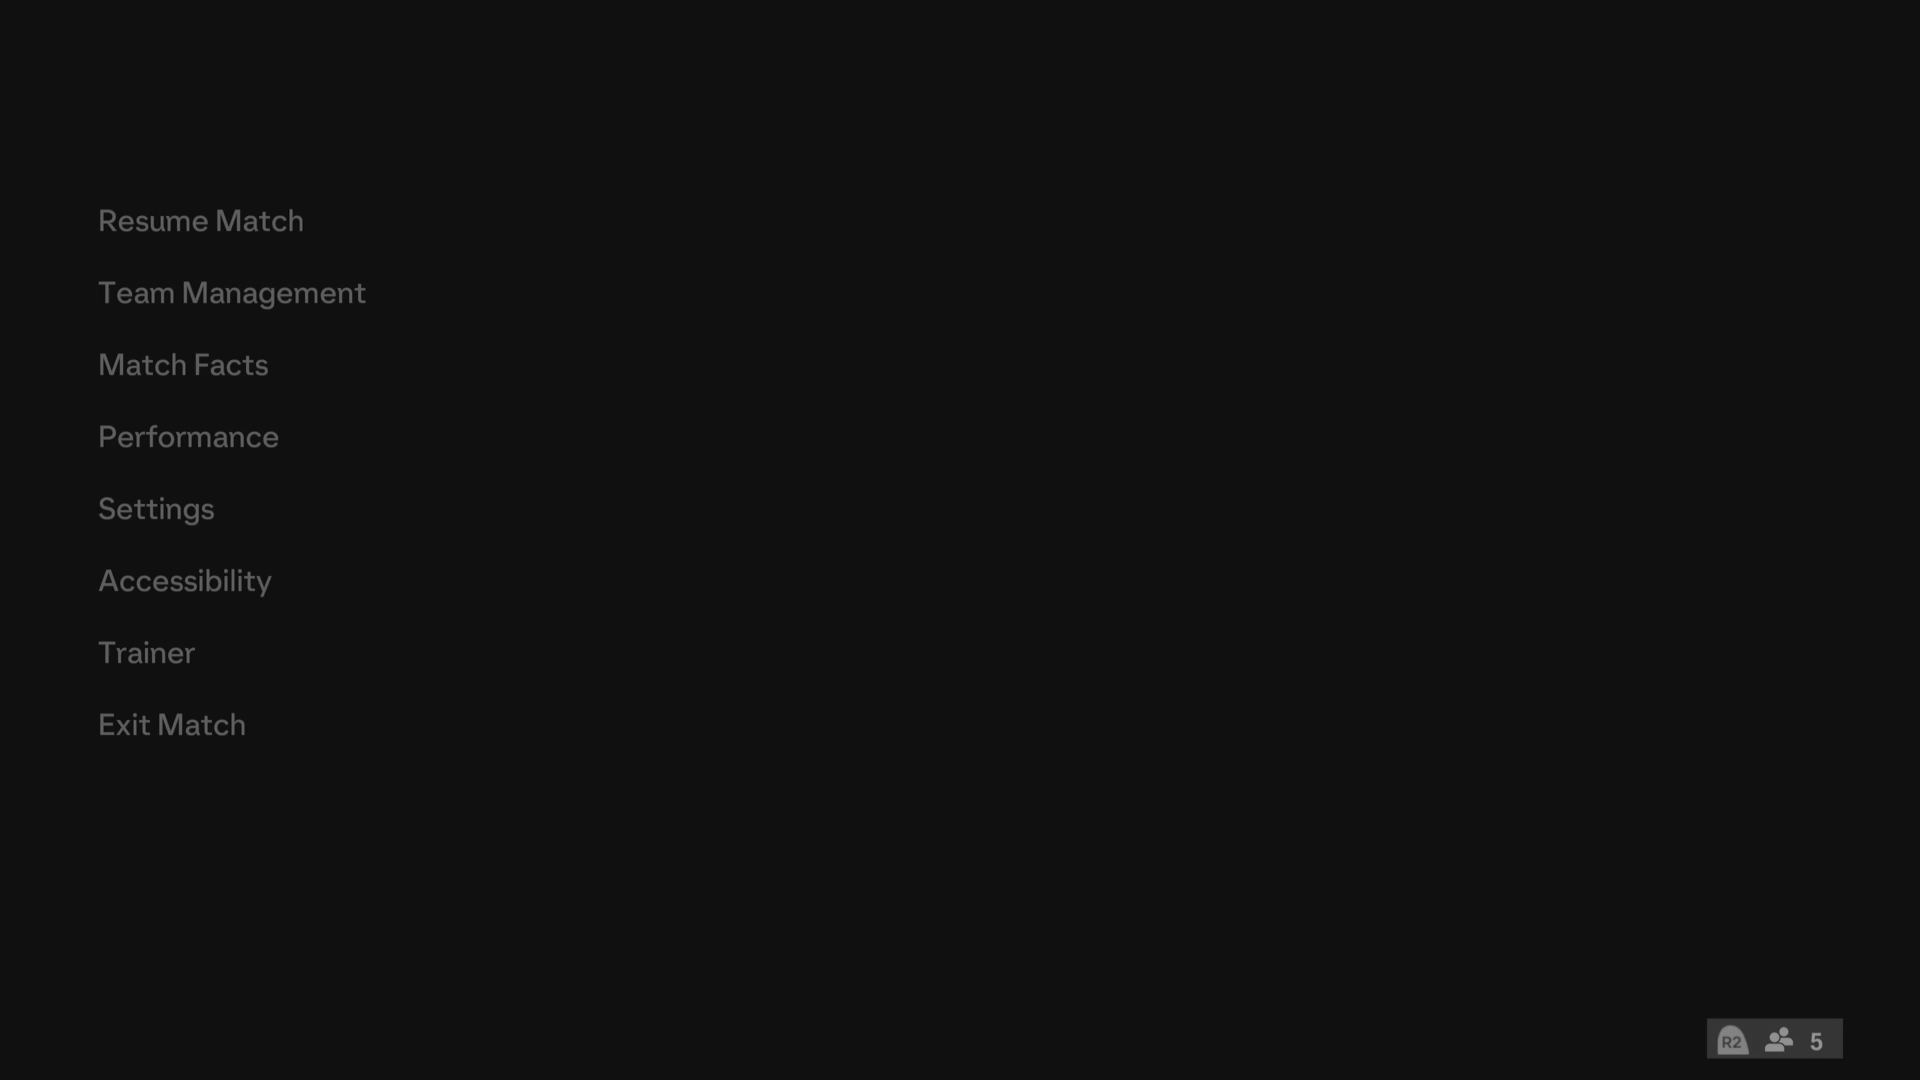 Resume Match
Team Management
Match Facts
Performance
Settings
Accessibility
Trainer
Exit Match
R2 5